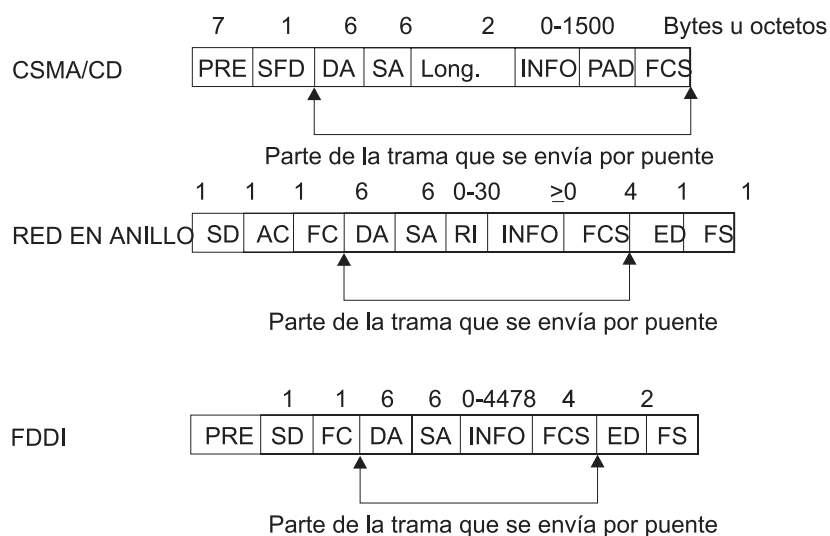 7 1 6 6 2 0-1500 Bytes u octetos
CSMA/CD PRE SFD DA SA Long. INFO PAD FCS
Parte de la trama que se envía por puente
1 1 1 6 6 0-30 ≥0 4 1 1
RED EN ANILLO SD AC FC DA SA RI INFO FCS ED FS
Parte de la trama que se envía por puente
1 1 6 6 0-4478 4 2
FDDI PRE SD FC DA SA INFO FCS ED FS
Parte de la trama que se envía por puente